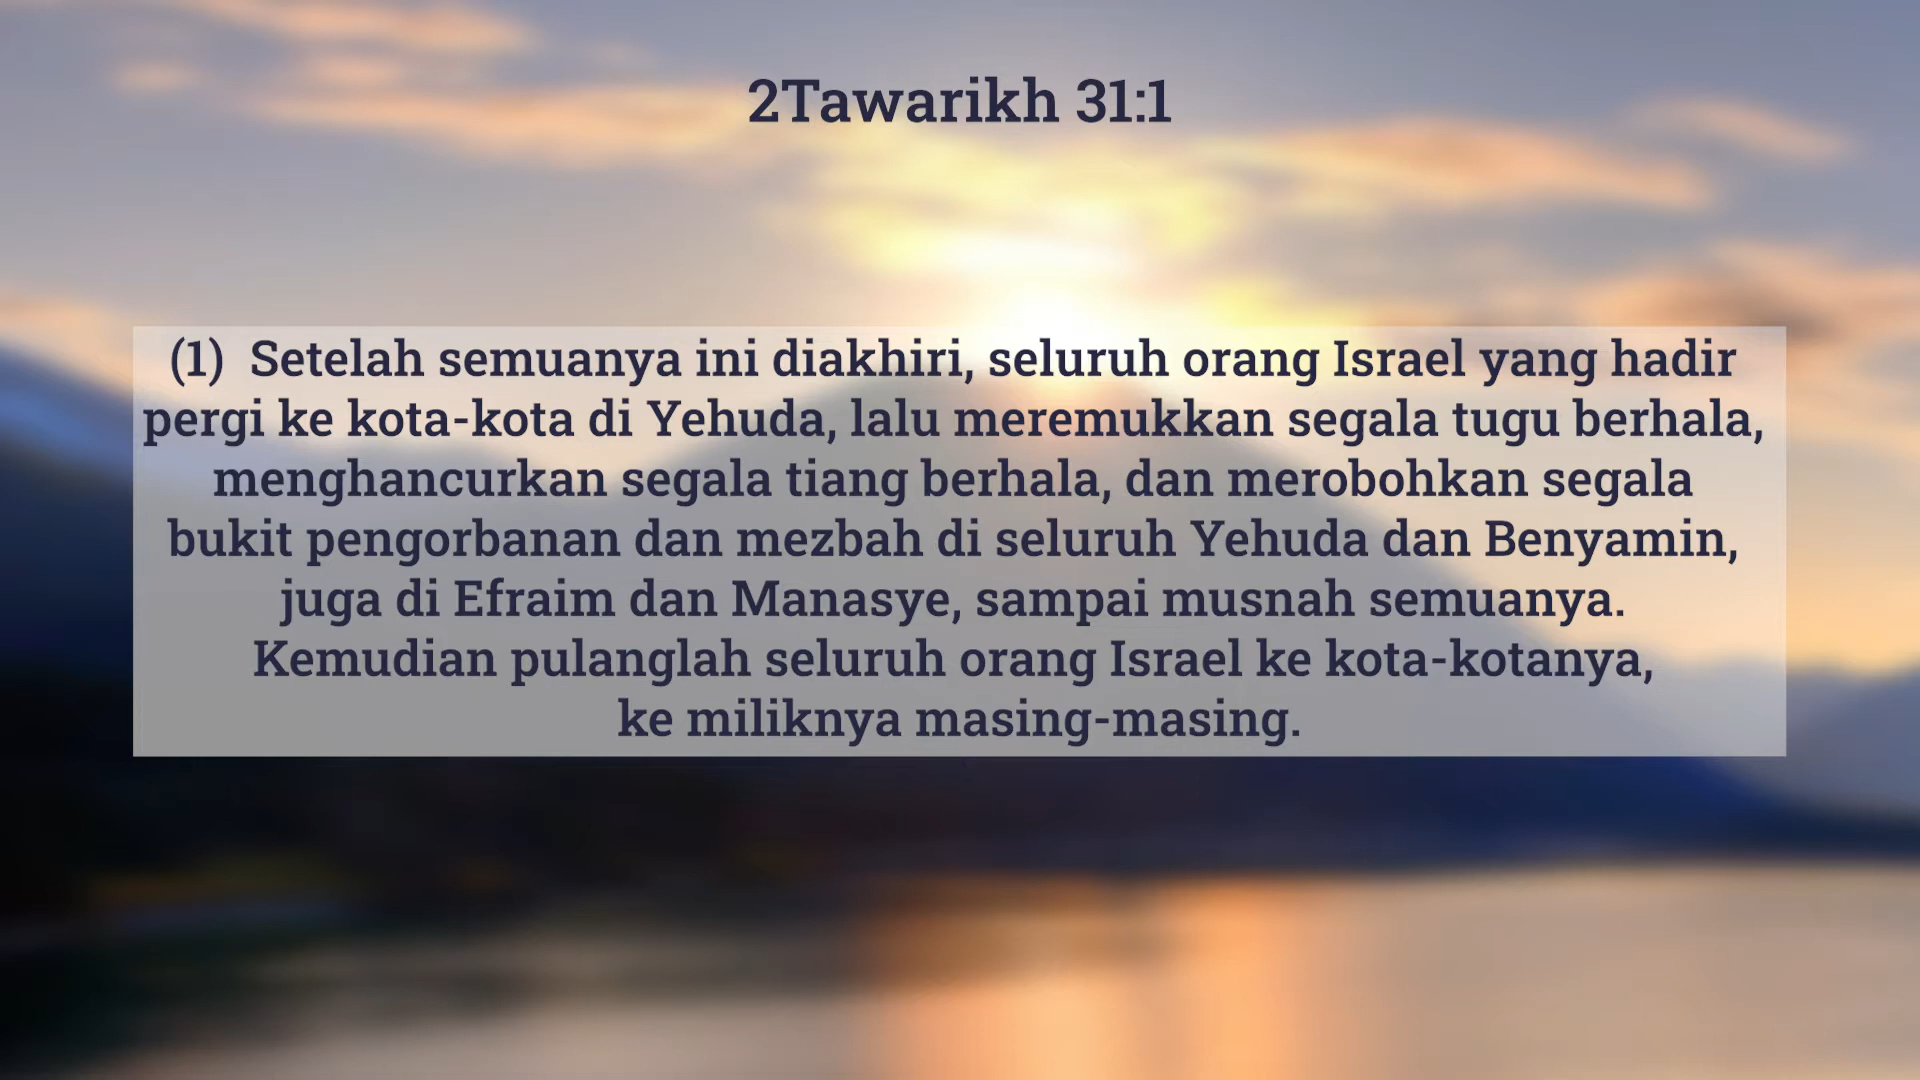 2Tawarikh 31:1
(1)  Setelah semuanya ini diakhiri, seluruh orang Israel yang hadir
pergi ke kota-kota di Yehuda, lalu meremukkan segala tugu berhala,
menghancurkan segala tiang berhala, dan merobohkan segala
bukit pengorbanan dan mezbah di seluruh Yehuda dan Benyamin,
juga di Efraim dan Manasye, sampai musnah semuanya.
Kemudian pulanglah seluruh orang Israel ke kota-kotanya,
ke miliknya masing-masing.